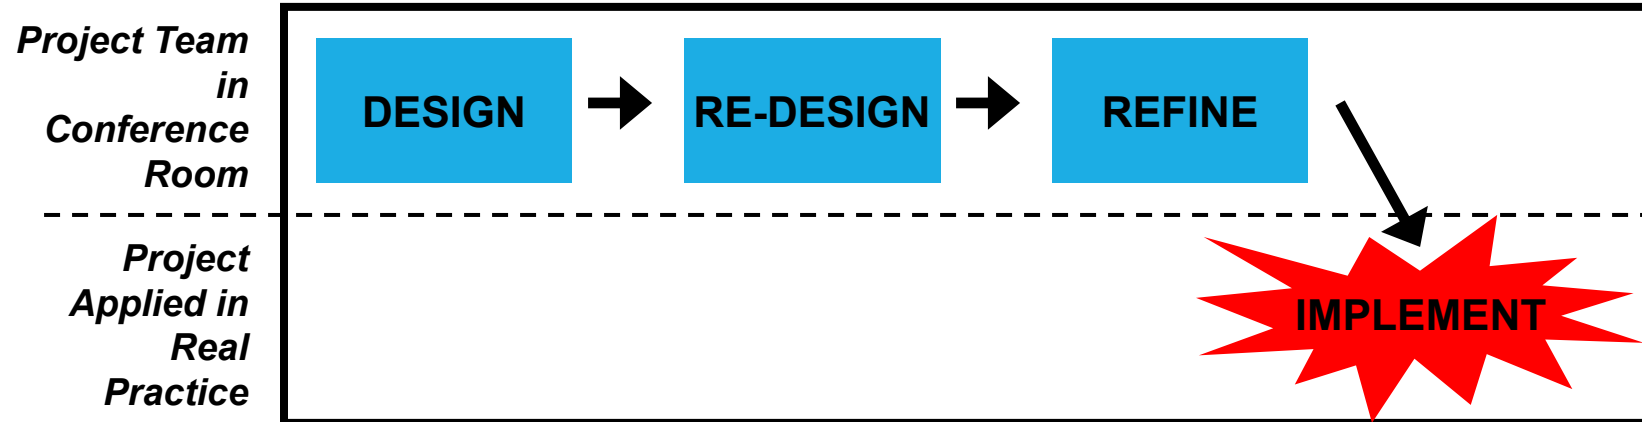 Project Team
in
Conference
Room
DESIGN
RE-DESIGN
REFINE
Project
Applied in
Real
Practice
IMPLEMENT